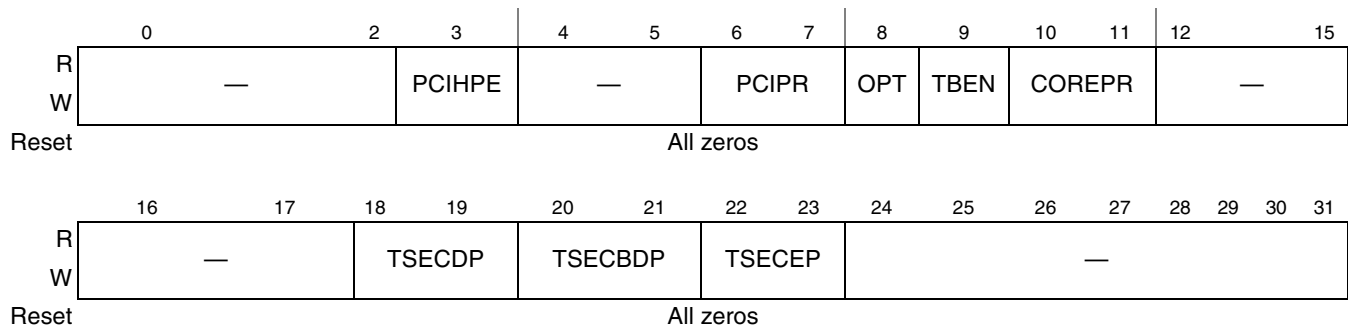 0 2 3 4 5 6 7 8 9 10 11 12 15
R
W
— PCIHPE — PCIPR OPT TBEN COREPR —
Reset All zeros
16 17 18 19 20 21 22 23 24 25 26 27 28 29 30 31
R
W
— TSECDP TSECBDP TSECEP —
Reset All zeros